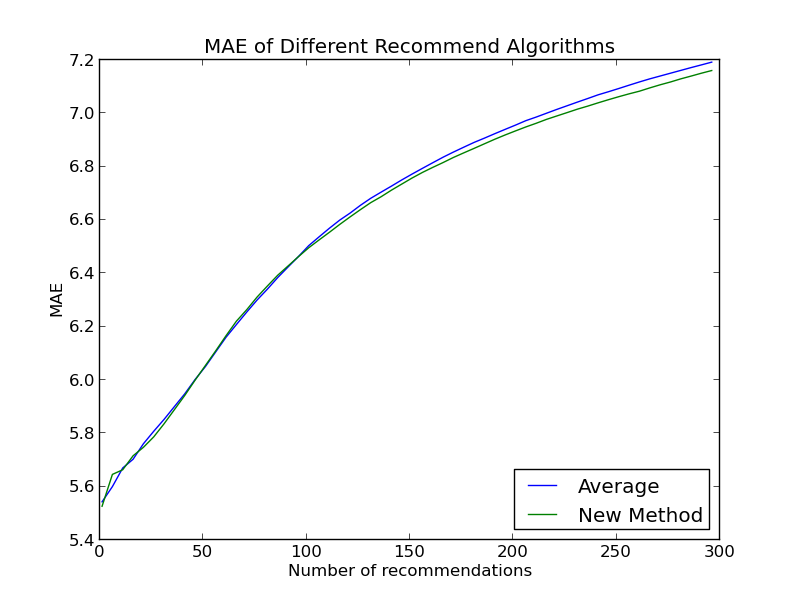 MAE of Different Recommend Algorithms
7.2
7.0
6.8
6.6
6.4
6.2
6.0
5.8
5.6
5.4
MAE
Average
New Method
0 50 100 150 200 250 300
Number of recommendations